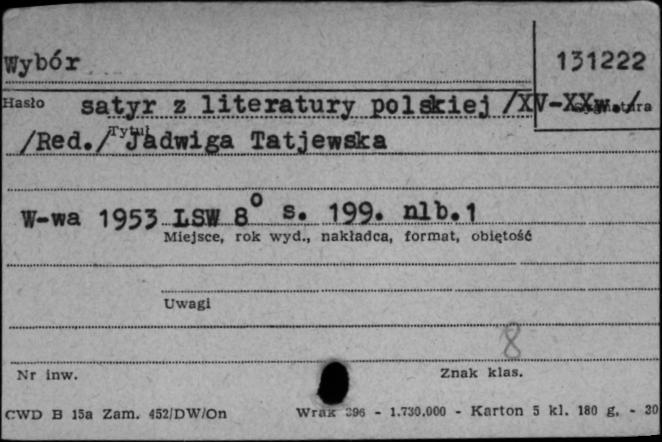 Wybór
131222
Hasło satyr z literatury polskiej /XV-XXw./
Sygnatura
Tytuł
/Red./ Jadwiga Tatjewska
W-wa 1953 LSW 8° s. 199. nlb.1
Miejsce, rok wyd., nakładca, format, objętość
Uwagi
8
Nr inw. Znak klas.
CWD B 15a Zam. 452/DW/On Wrak 396 - 1.730.000 - Karton 5 kl. 180 g. - 30